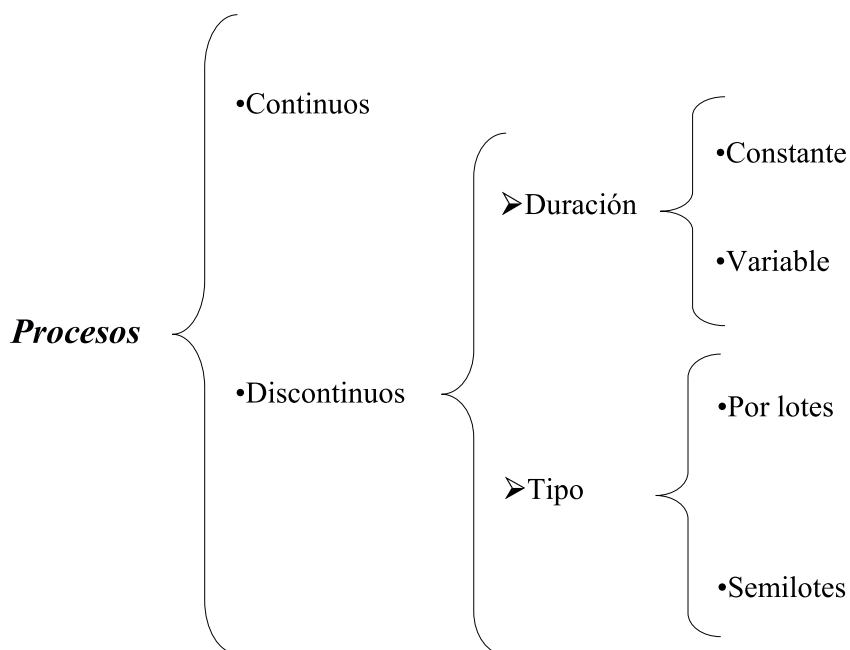 Procesos
•Continuos
•Discontinuos
➢Duración
•Constante
•Variable
➢Tipo
•Por lotes
•Semilotes